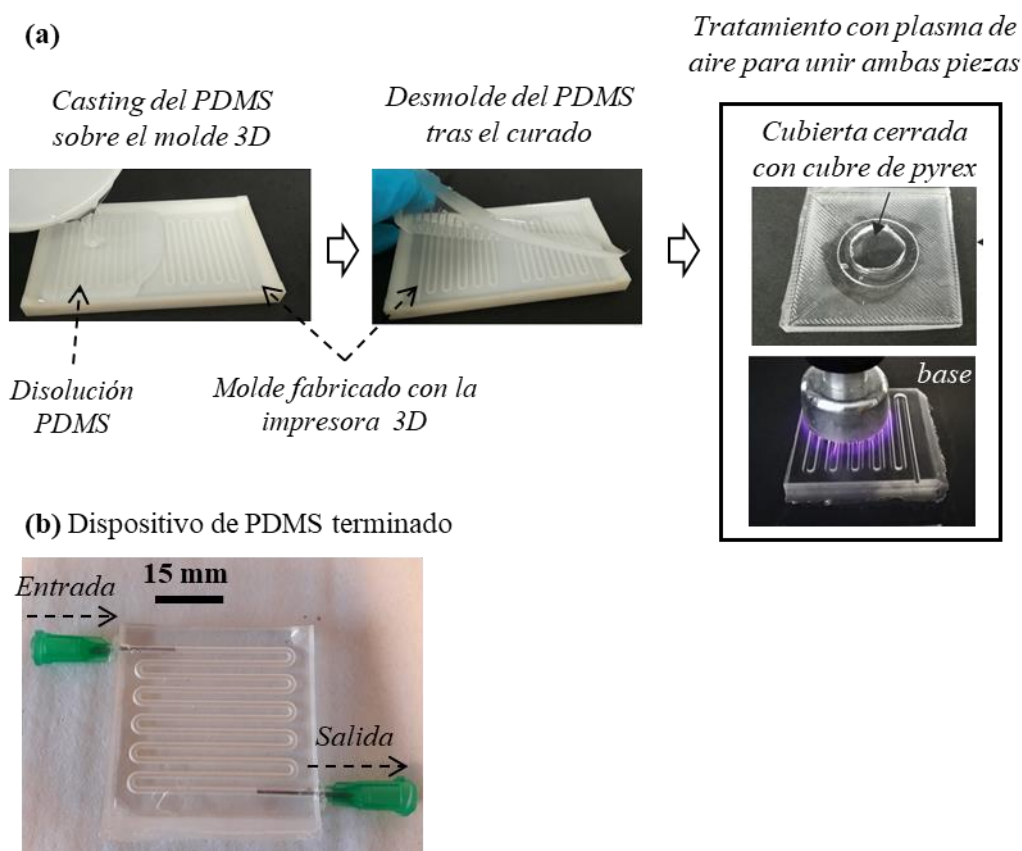 (a)
Casting del PDMS
sobre el molde 3D
Desmolde del PDMS
tras el curado
Tratamiento con plasma de
aire para unir ambas piezas
Cubierta cerrada
con cubre de pyrex
base
Disolución
PDMS
Molde fabricado con la
impresora 3D
(b) Dispositivo de PDMS terminado
Entrada
15 mm
Salida